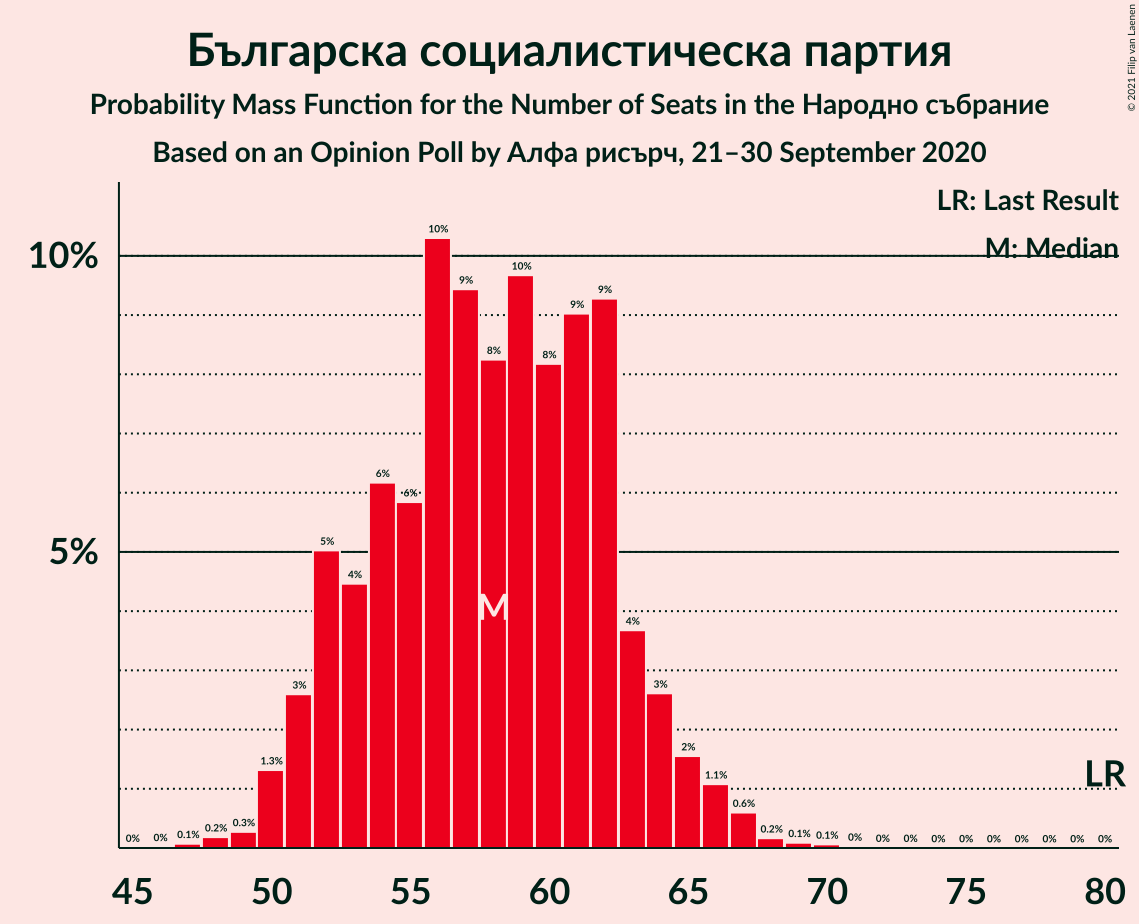 Българска социалистическа партия
Probability Mass Function for the Number of Seats in the Народно събрание
Based on an Opinion Poll by Алфа рисърч, 21–30 September 2020
© 2021 Filip van Laenen
LR: Last Result
M: Median
10%
5%
0% 0% 0.1% 0.2% 0.3% 1.3% 3% 5% 4% 6% 6% 10% 9% 8% 10% 8% 9% 9% 4% 3% 2% 1.1% 0.6% 0.2% 0.1% 0.1% 0% 0% 0% 0% 0% 0% 0% 0% 0% 0%
M
LR
45 50 55 60 65 70 75 80